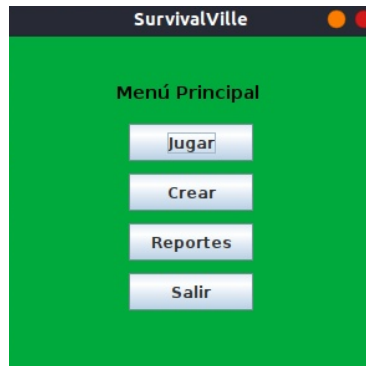 SurvivalVille
Menú Principal
Jugar
Crear
Reportes
Salir